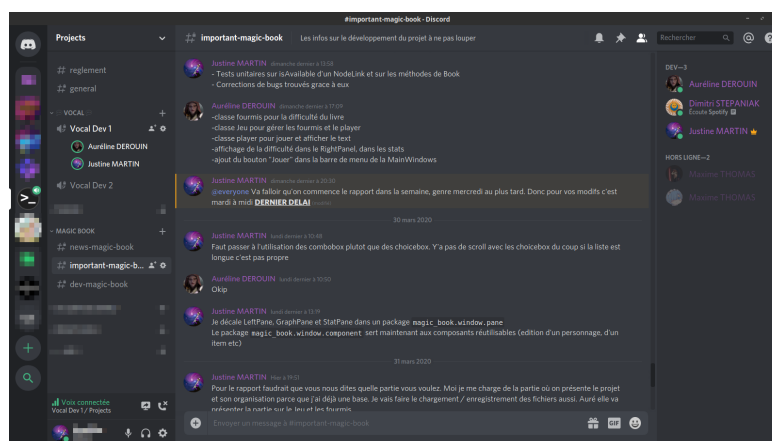 #important-magic-book - Discord
Projects
important-magic-book
Les infos sur le développement du projet à ne pas louper
Rechercher
reglement
general
VOCAL
Vocal Dev 1
Auréline DEROUIN
Justine MARTIN
Vocal Dev 2
MAGIC BOOK
news-magic-book
important-magic-b...
dev-magic-book
Voix connectée
Vocal Dev 1 / Projects
Justine MARTIN dimanche dernier à 13:58
- Tests unitaires sur isAvailable d'un NodeLink et sur les méthodes de Book
- Corrections de bugs trouvés grace à eux
Auréline DEROUIN dimanche dernier à 17:09
-classe fourmis pour la difficulté du livre
-classe Jeu pour gérer les fourmis et le player
-classe player pour jouer et afficher le text
-affichage de la difficulté dans le RightPanel, dans les stats
-ajout du bouton "Jouer" dans la barre de menu de la MainWindows
Justine MARTIN dimanche dernier à 20:30
@everyone Va falloir qu'on commence le rapport dans la semaine, genre mercredi au plus tard. Donc pour vos modifs c'est
mardi à midi DERNIER DELAI (modifié)
30 mars 2020
Justine MARTIN lundi dernier à 10:48
Faut passer à l'utilisation des combobox plutot que des choicebox. Y'a pas de scroll avec les choicebox du coup si la liste est
longue c'est pas propre
Auréline DEROUIN lundi dernier à 10:50
Okip
Justine MARTIN lundi dernier à 13:19
Je décale LeftPane, GraphPane et StatPane dans un package magic_book.window.pane
Le package magic_book.window.component sert maintenant aux composants réutilisables (edition d'un personnage, d'un
item etc)
31 mars 2020
Justine MARTIN Hier à 19:51
Pour le rapport faudrait que vous nous dites quelle partie vous voulez. Moi je me charge de la partie où on présente le projet
et son organisation parce que j'ai déjà une base. Je vais faire le chargement / enregistrement des fichiers aussi. Auré elle va
présenter la partie sur le Jeu et les fourmis
Envoyer un message à #important-magic-book
GIF
DEV—3
Auréline DEROUIN
Dimitri STEPANIAK
Écoute Spotify
Justine MARTIN
HORS LIGNE—2
Maxime THOMAS
Maxime THOMAS